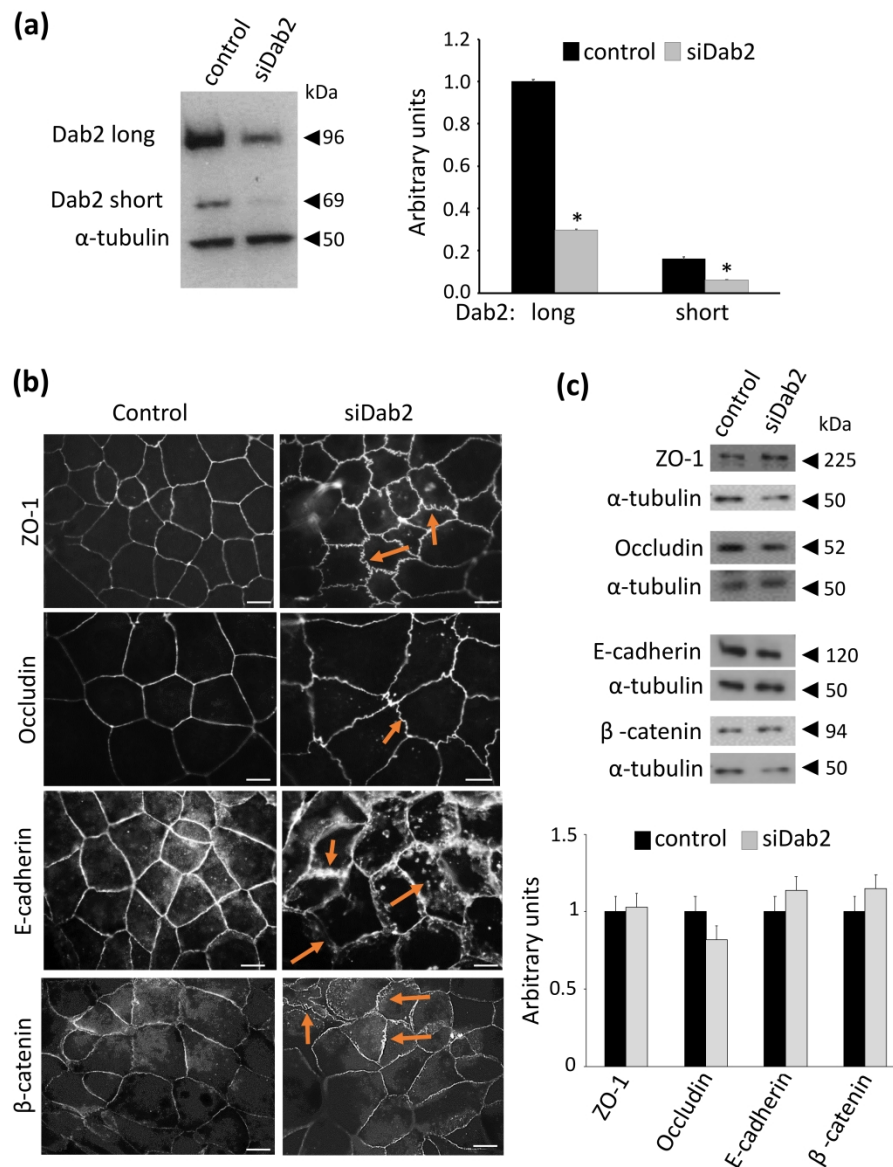 (a)
control
siDab2
kDa
Dab2 long
96
Dab2 short
69
α-tubulin
50
1.2
1.0
0.8
0.6
0.4
0.2
0.0
Arbitrary units
control
siDab2
*
*
Dab2: long short
(b)
Control siDab2
ZO-1
Occludin
E-cadherin
β-catenin
(c)
control
siDab2
kDa
ZO-1 225
α-tubulin 50
Occludin 52
α-tubulin 50
E-cadherin 120
α-tubulin 50
β -catenin 94
α-tubulin 50
1.5
1
0.5
0
Arbitrary units
control
siDab2
ZO-1
Occludin
E-cadherin
β -catenin